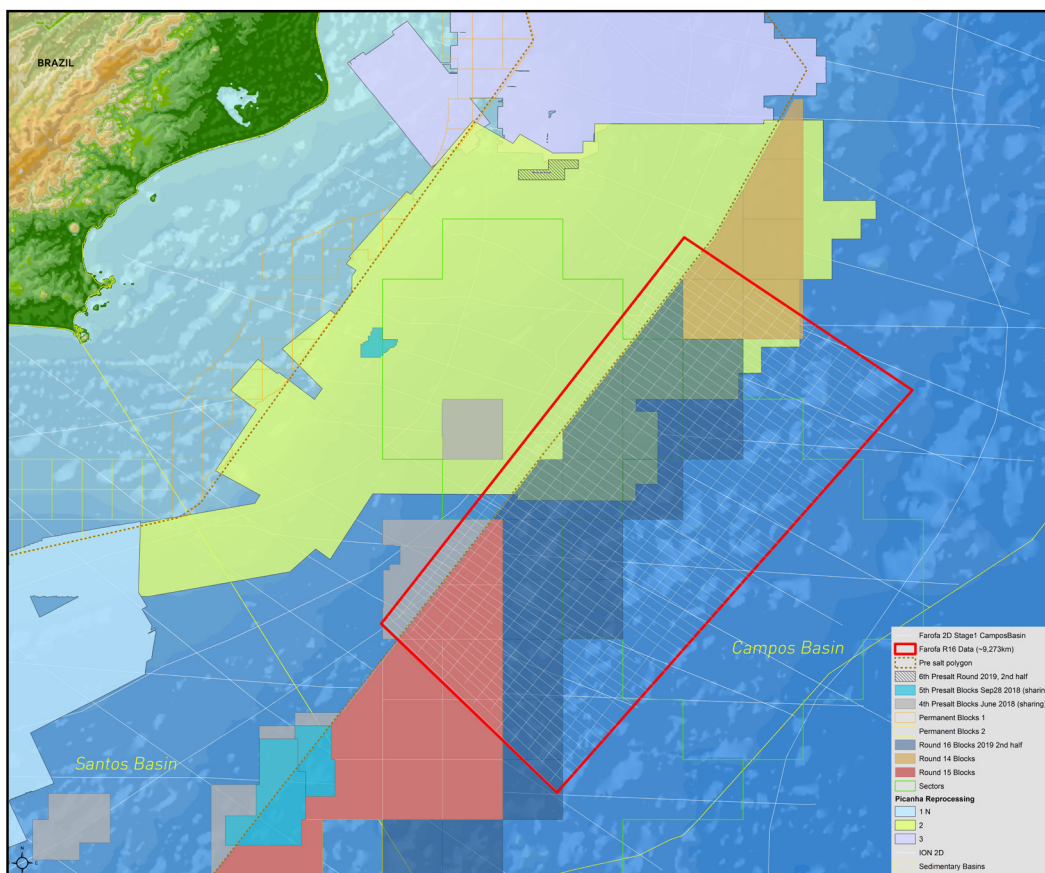 BRAZIL
Campos Basin
Santos Basin
Farofa 2D Stage1 CamposBasin
Farofa R16 Data (~9,273km)
Pre salt polygon
6th Presalt Round 2019, 2nd half
5th Presalt Blocks Sep28 2018 (sharing
4th Presalt Blocks June 2018 (sharing)
Permanent Blocks 1
Permanent Blocks 2
Round 16 Blocks 2019 2nd half
Round 14 Blocks
Round 15 Blocks
Sectors
Picanha Reprocessing
1 N
2
3
ION 2D
Sedimentary Basins
N
E